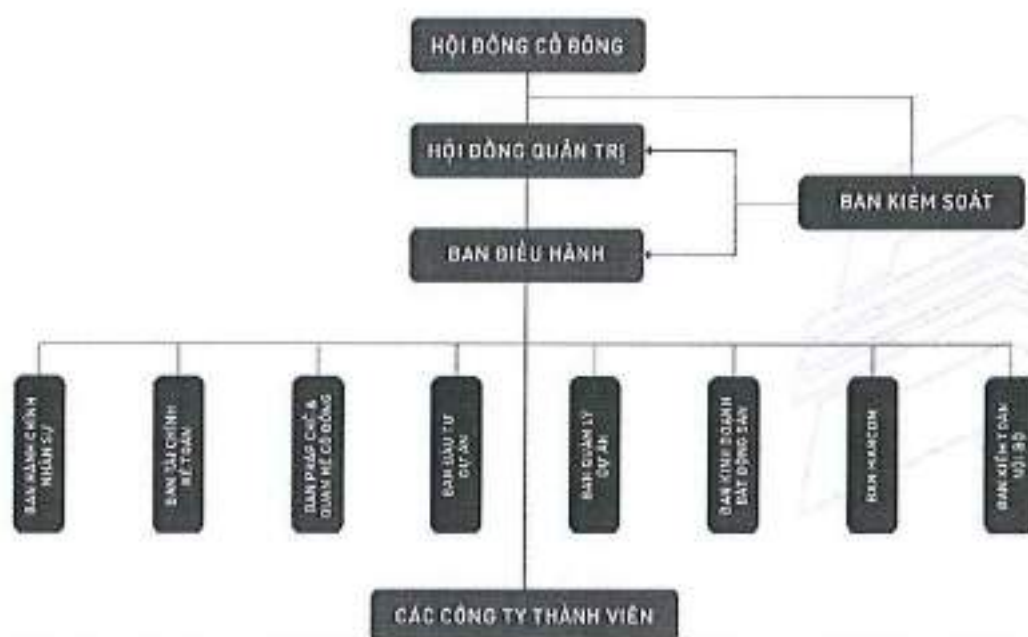 HỘI ĐỒNG CỔ ĐÔNG
HỘI ĐỒNG QUẢN TRỊ
BAN KIỂM SOÁT
BAN ĐIỀU HÀNH
BAN HÀNH CHÍNH
NHÂN SỰ
BAN TÀI CHÍNH
KẾ TOÁN
BAN PHÁP CHẾ &
QUAN HỆ CỔ ĐÔNG
BAN ĐẦU TƯ
DỰ ÁN
BAN QUẢN LÝ
DỰ ÁN
BAN KINH DOANH
BẤT ĐỘNG SẢN
BAN MARCOM
BAN KIỂM TOÁN
NỘI BỘ
CÁC CÔNG TY THÀNH VIÊN